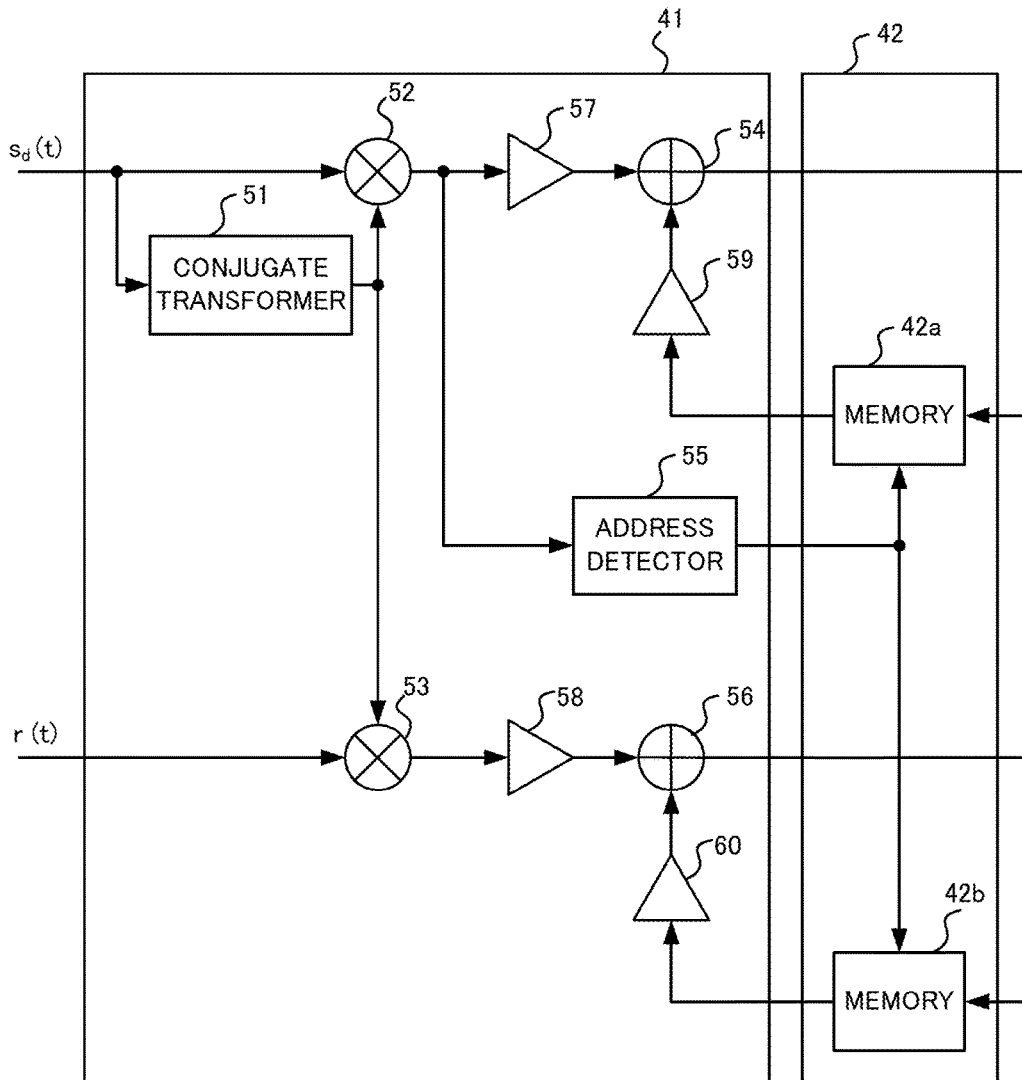 41
42
52
57
54
s_d(t)
51
CONJUGATE
TRANSFORMER
59
42a
MEMORY
55
ADDRESS
DETECTOR
53
58
56
r(t)
60
42b
MEMORY